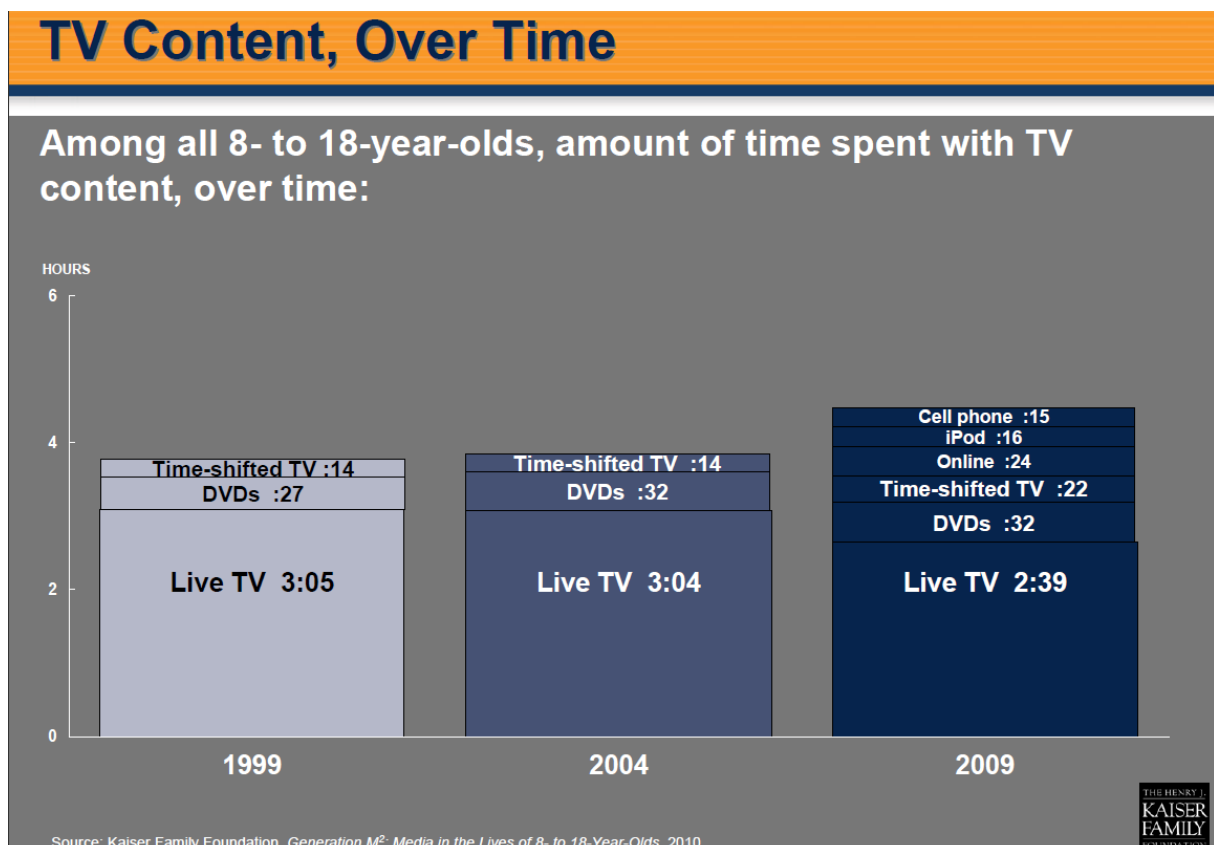 TV Content, Over Time
Among all 8- to 18-year-olds, amount of time spent with TV
content, over time:
HOURS
6
4
2
0
Time-shifted TV :14
DVDs :27
Live TV 3:05
1999
Time-shifted TV :14
DVDs :32
Live TV 3:04
2004
Cell phone :15
iPod :16
Online :24
Time-shifted TV :22
DVDs :32
Live TV 2:39
2009
Source: Kaiser Family Foundation, Generation M²: Media in the Lives of 8- to 18-Year-Olds, 2010
THE HENRY J.
KAISER
FAMILY
FOUNDATION